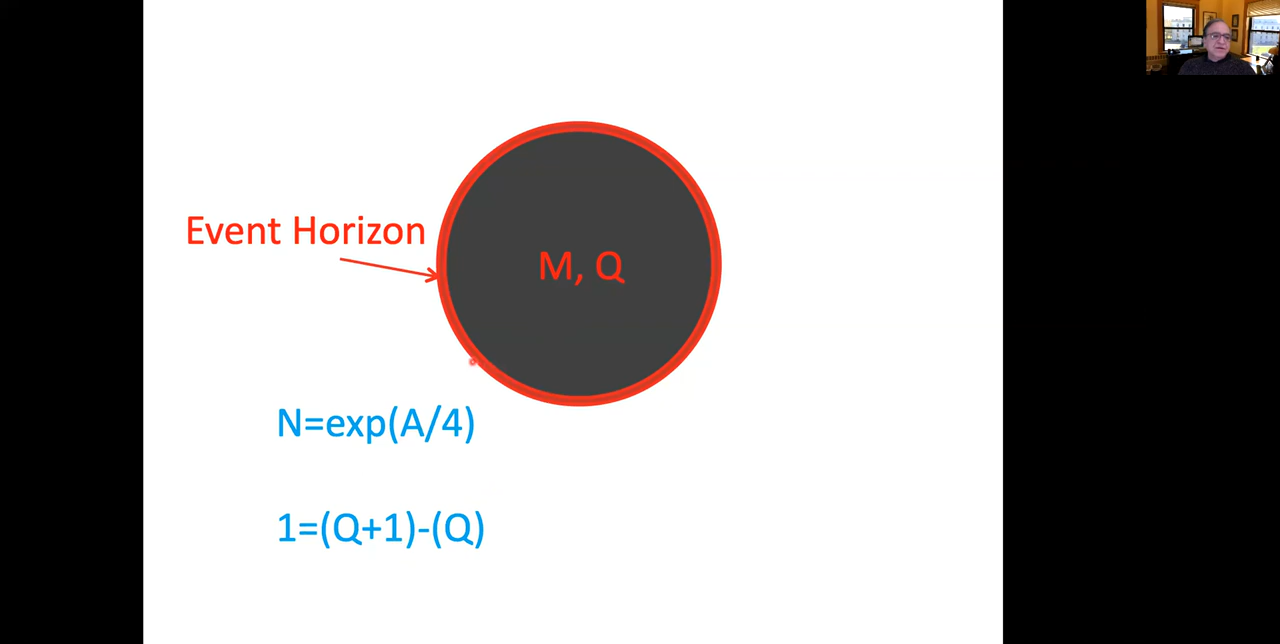 Event Horizon
M, Q
N=exp(A/4)
1=(Q+1)-(Q)